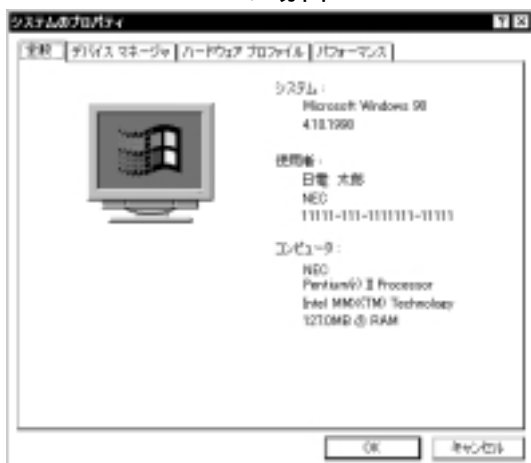 システムのプロパティ
全般 デバイス マネージャ ハードウェア プロファイル パフォーマンス
システム:
Microsoft Windows 98
4.10.1998
使用者:
日電 太郎
NEC
11111-111-1111111-11111
コンピュータ:
NEC
Pentium(r) II Processor
Intel MMX(TM) Technology
127.0MB の RAM
OK キャンセル